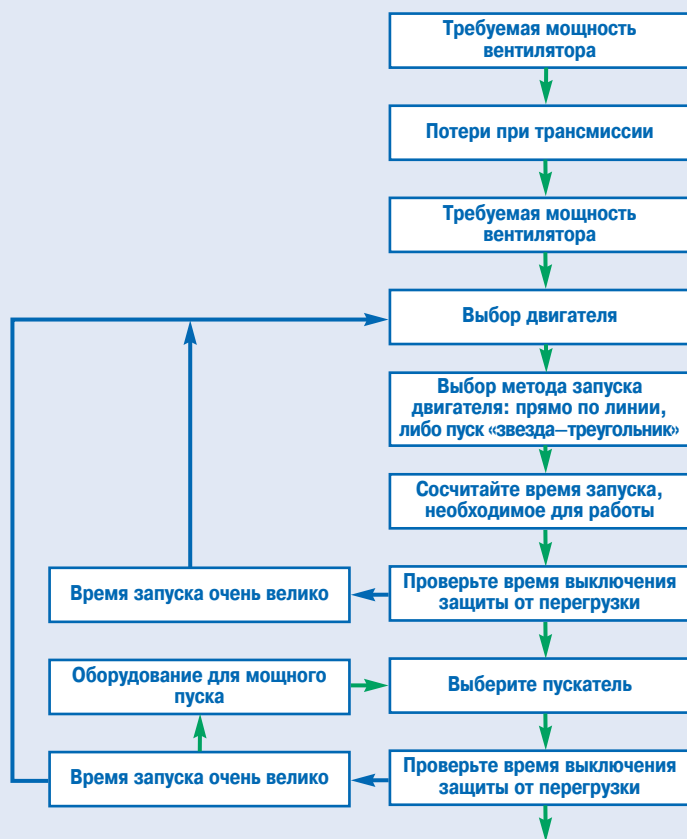 Требуемая мощность
вентилятора
Потери при трансмиссии
Требуемая мощность
вентилятора
Выбор двигателя
Выбор метода запуска
двигателя: прямо по линии,
либо пуск «звезда–треугольник»
Сосчитайте время запуска,
необходимое для работы
Время запуска очень велико
Проверьте время выключения
защиты от перегрузки
Оборудование для мощного
пуска
Выберите пускатель
Время запуска очень велико
Проверьте время выключения
защиты от перегрузки